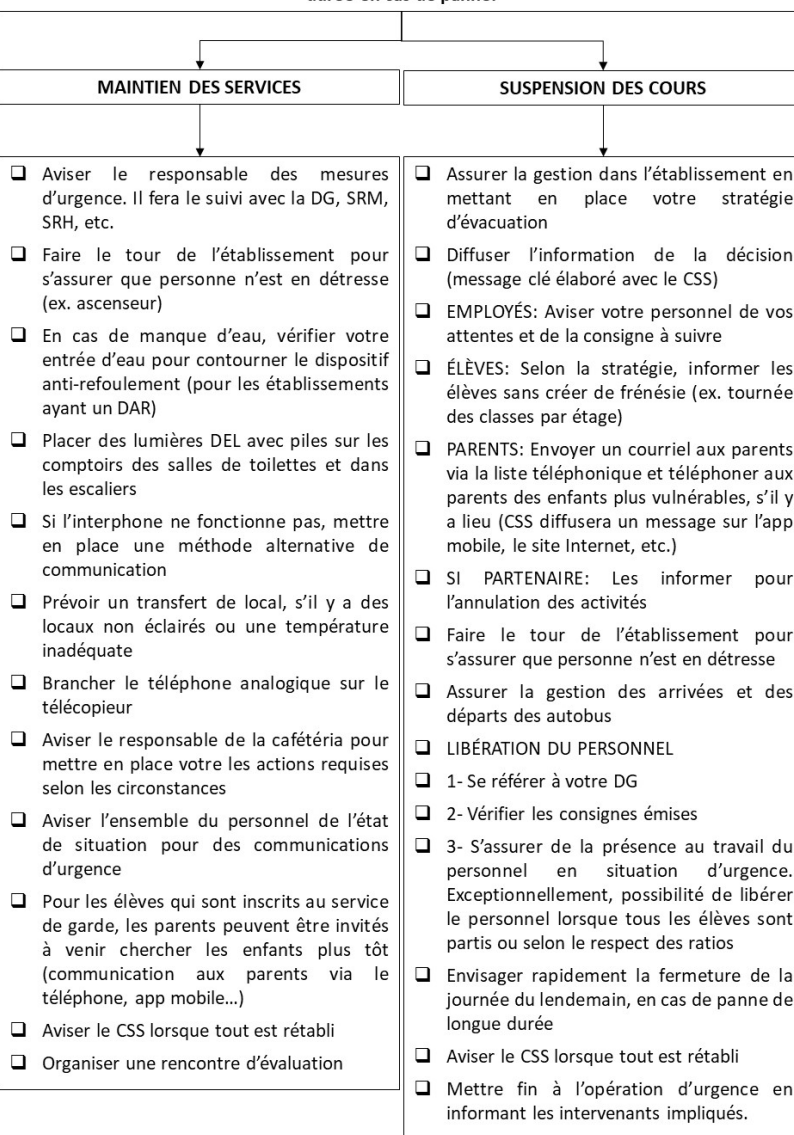 MAINTIEN DES SERVICES
❑ Aviser le responsable des mesures
d'urgence. Il fera le suivi avec la DG, SRM,
SRH, etc.
❑ Faire le tour de l'établissement pour
s'assurer que personne n'est en détresse
(ex. ascenseur)
❑ En cas de manque d'eau, vérifier votre
entrée d'eau pour contourner le dispositif
anti-refoulement (pour les établissements
ayant un DAR)
❑ Placer des lumières DEL avec piles sur les
comptoirs des salles de toilettes et dans
les escaliers
❑ Si l'interphone ne fonctionne pas, mettre
en place une méthode alternative de
communication
❑ Prévoir un transfert de local, s'il y a des
locaux non éclairés ou une température
inadéquate
❑ Brancher le téléphone analogique sur le
télécopieur
❑ Aviser le responsable de la cafétéria pour
mettre en place votre les actions requises
selon les circonstances
❑ Aviser l'ensemble du personnel de l'état
de situation pour des communications
d'urgence
❑ Pour les élèves qui sont inscrits au service
de garde, les parents peuvent être invités
à venir chercher les enfants plus tôt
(communication aux parents via le
téléphone, app mobile...)
❑ Aviser le CSS lorsque tout est rétabli
❑ Organiser une rencontre d'évaluation
SUSPENSION DES COURS
❑ Assurer la gestion dans l'établissement en
mettant en place votre stratégie
d'évacuation
❑ Diffuser l'information de la décision
(message clé élaboré avec le CSS)
❑ EMPLOYÉS: Aviser votre personnel de vos
attentes et de la consigne à suivre
❑ ÉLÈVES: Selon la stratégie, informer les
élèves sans créer de frénésie (ex. tournée
des classes par étage)
❑ PARENTS: Envoyer un courriel aux parents
via la liste téléphonique et téléphoner aux
parents des enfants plus vulnérables, s'il y
a lieu (CSS diffusera un message sur l'app
mobile, le site Internet, etc.)
❑ SI PARTENAIRE: Les informer pour
l'annulation des activités
❑ Faire le tour de l'établissement pour
s'assurer que personne n'est en détresse
❑ Assurer la gestion des arrivées et des
départs des autobus
❑ LIBÉRATION DU PERSONNEL
❑ 1- Se référer à votre DG
❑ 2- Vérifier les consignes émises
❑ 3- S'assurer de la présence au travail du
personnel en situation d'urgence.
Exceptionnellement, possibilité de libérer
le personnel lorsque tous les élèves sont
partis ou selon le respect des ratios
❑ Envisager rapidement la fermeture de la
journée du lendemain, en cas de panne de
longue durée
❑ Aviser le CSS lorsque tout est rétabli
❑ Mettre fin à l'opération d'urgence en
informant les intervenants impliqués.